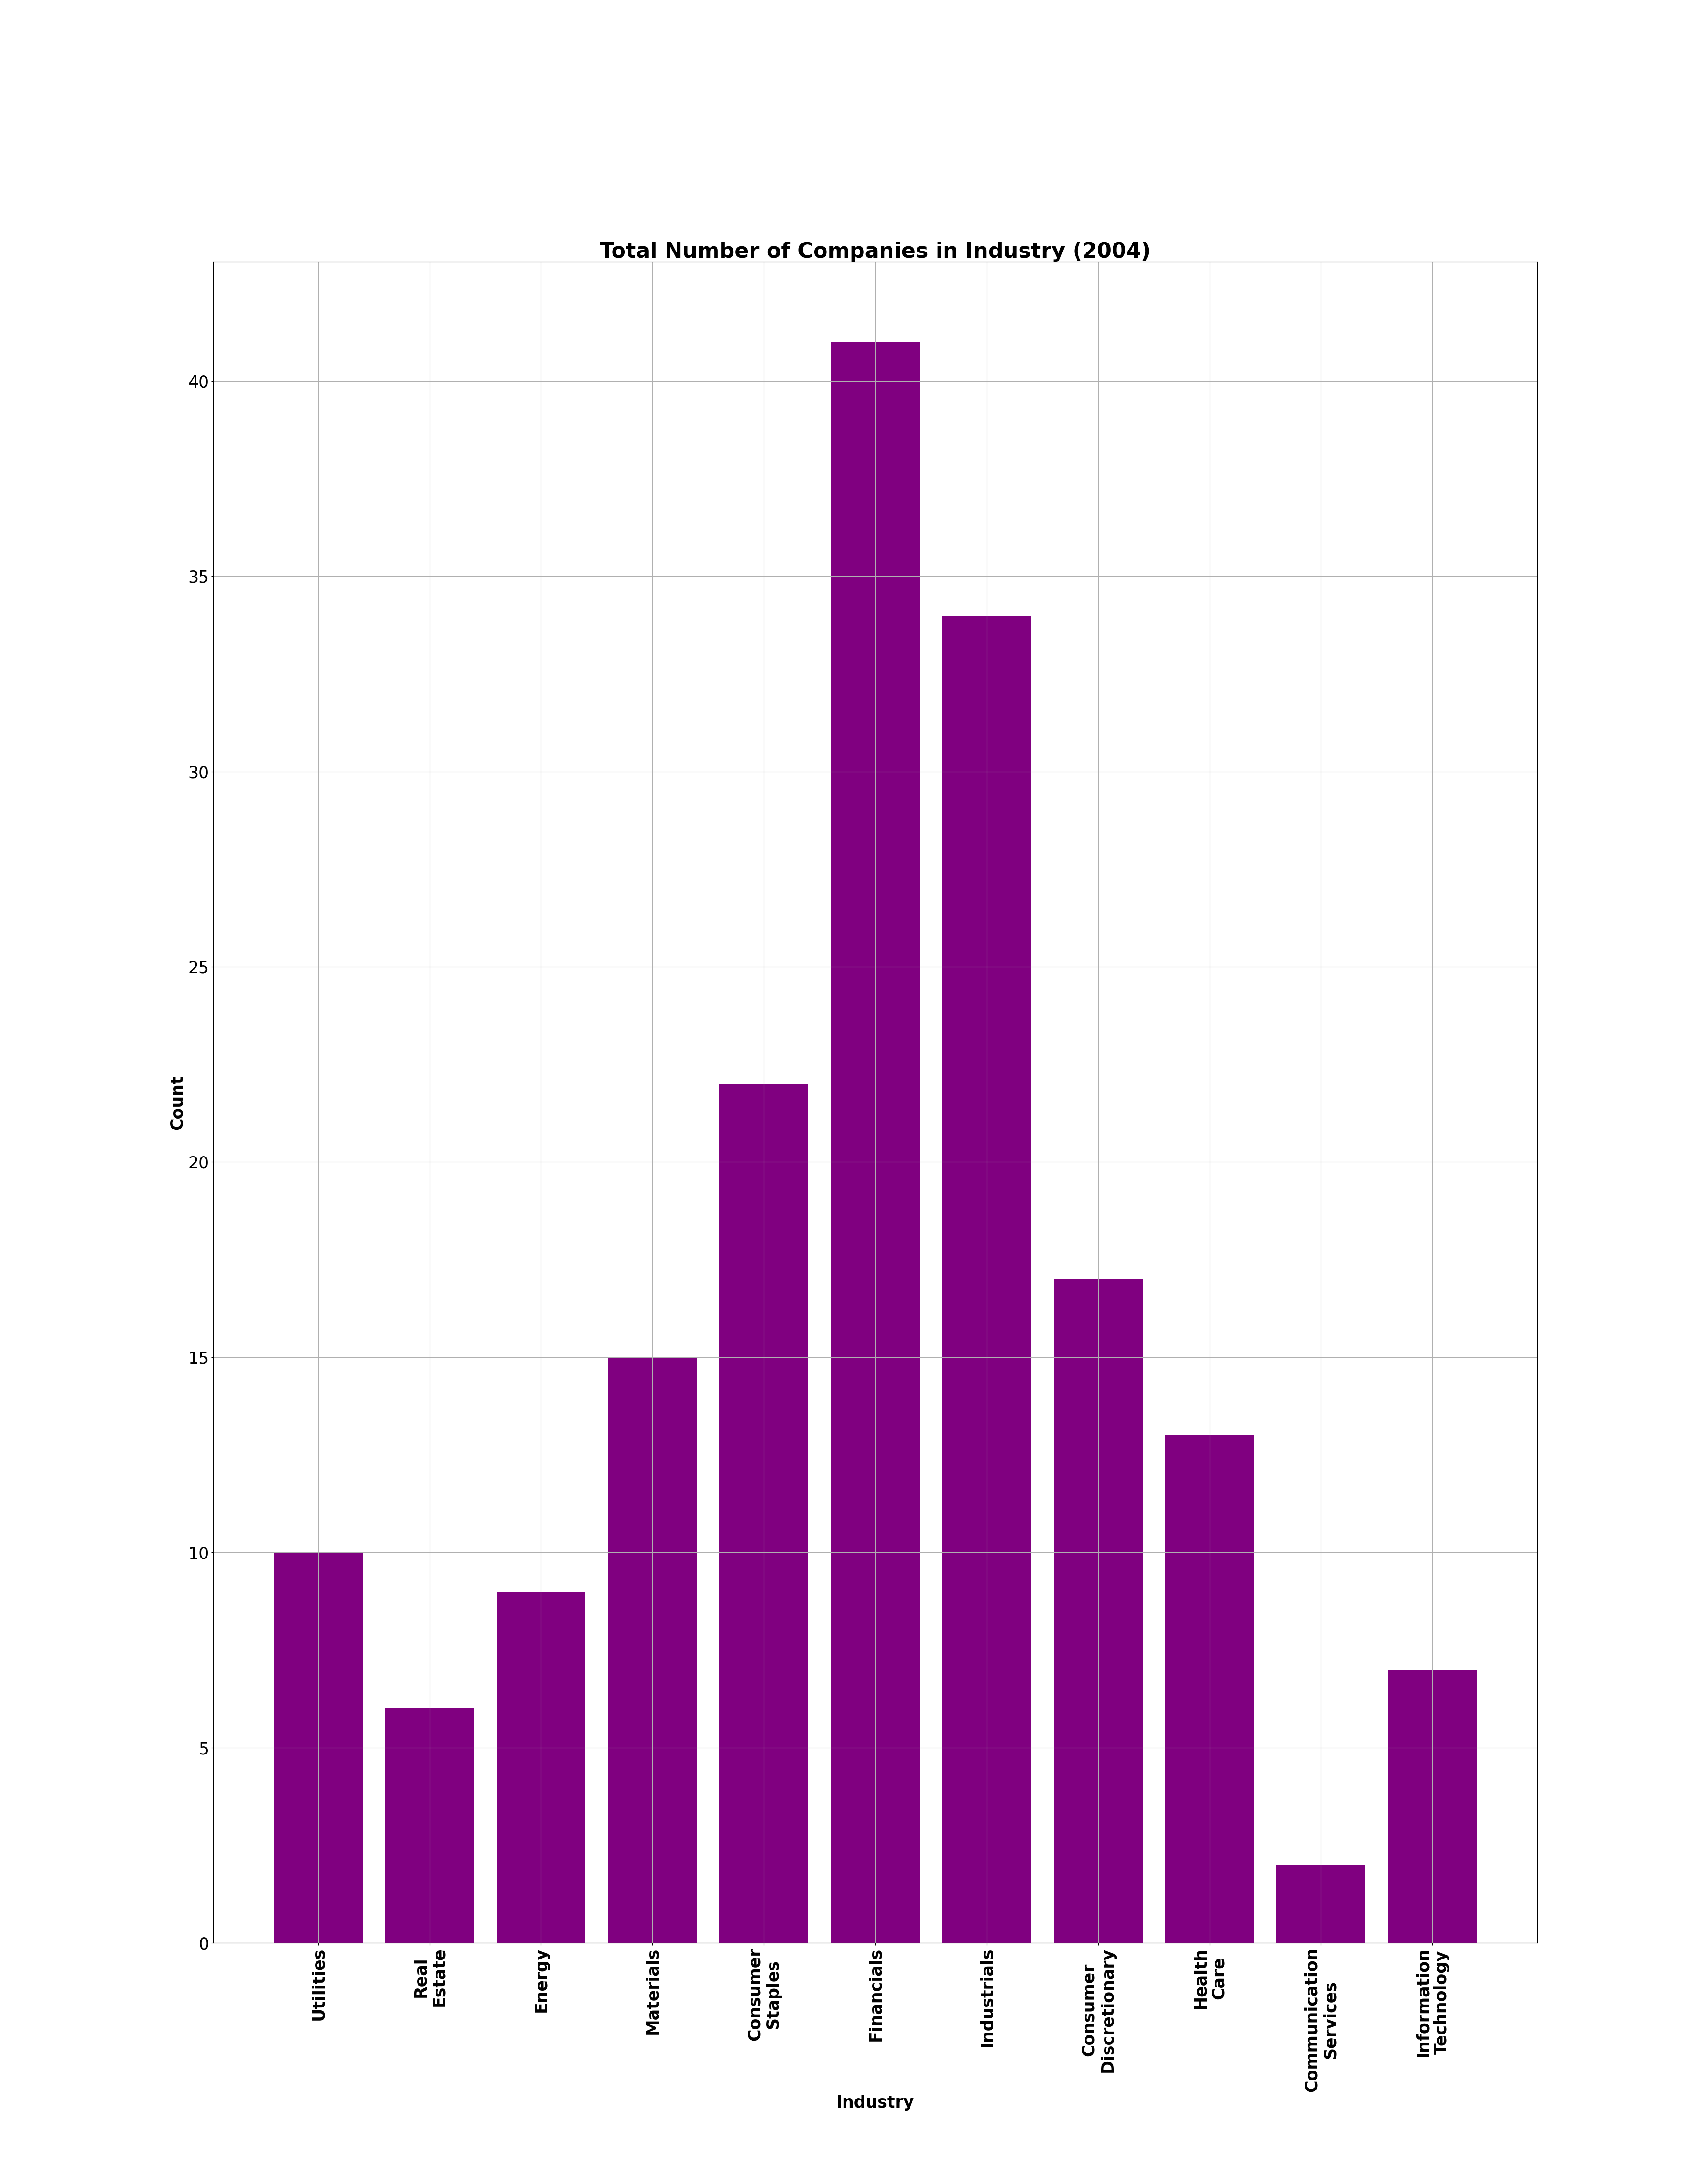 Total Number of Companies in Industry (2004)
Count
40
35
30
25
20
15
10
5
0
Utilities
Real
Estate
Energy
Materials
Consumer
Staples
Financials
Industrials
Consumer
Discretionary
Health
Care
Communication
Services
Information
Technology
Industry